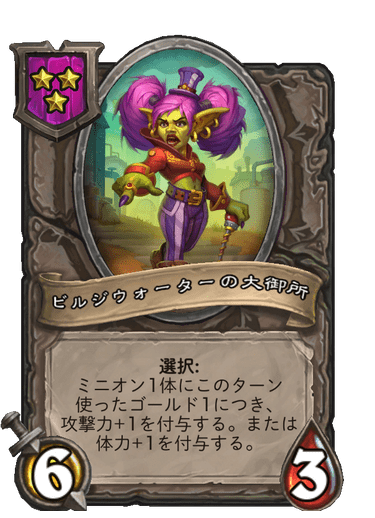 ビルジウォーターの大御所
選択:
ミニオン1体にこのターン
使ったゴールド1につき、
攻撃力+1を付与する。または
体力+1を付与する。
6
3